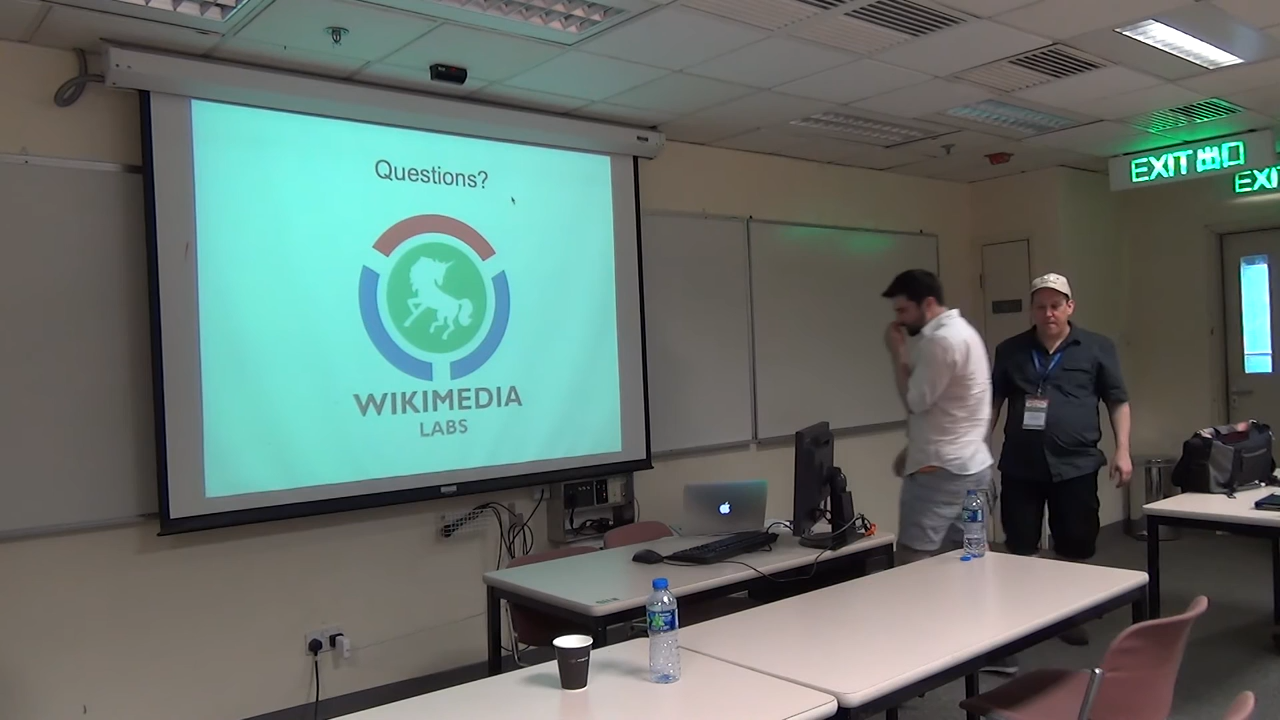 Questions?
WIKIMEDIA
LABS
EXIT 出口
EXIT